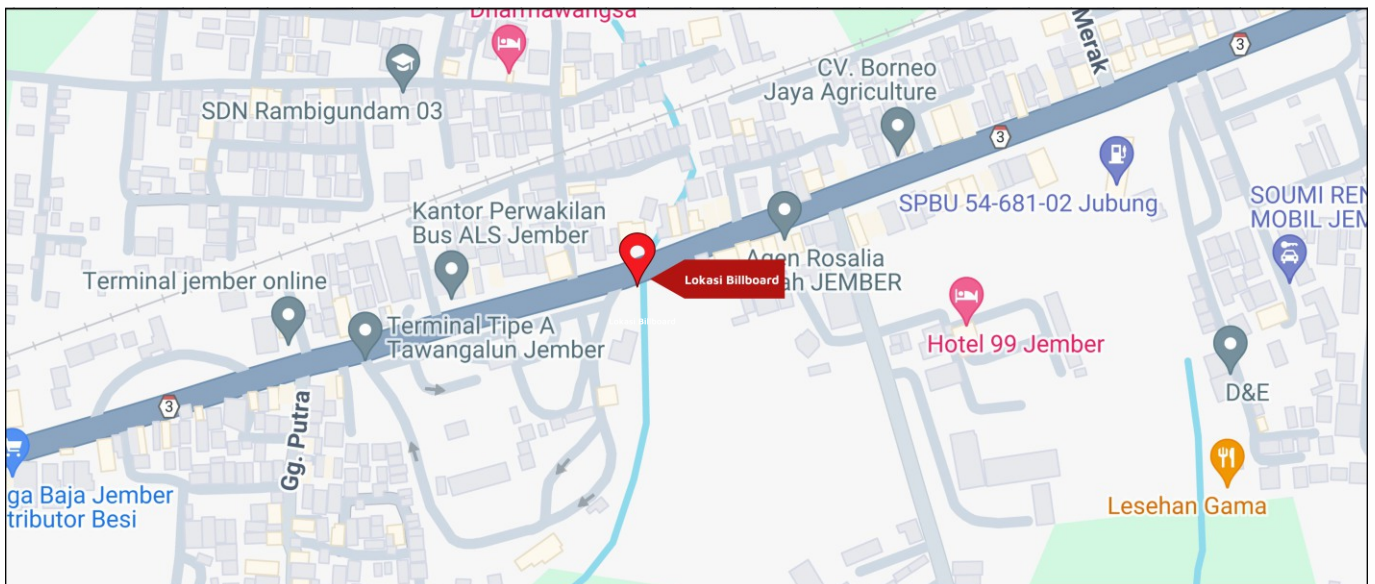 Dharmawangsa
3
Merak
CV. Borneo
Jaya Agriculture
SDN Rambigundam 03
3
SPBU 54-681-02 Jubung
SOUMI REN
MOBIL JEM
Kantor Perwakilan
Bus ALS Jember
Agen Rosalia
ah JEMBER
Lokasi Billboard
Terminal jember online
Terminal Tipe A
Tawangalun Jember
Hotel 99 Jember
D&E
3
Gg. Putra
ga Baja Jember
tributor Besi
Lesehan Gama